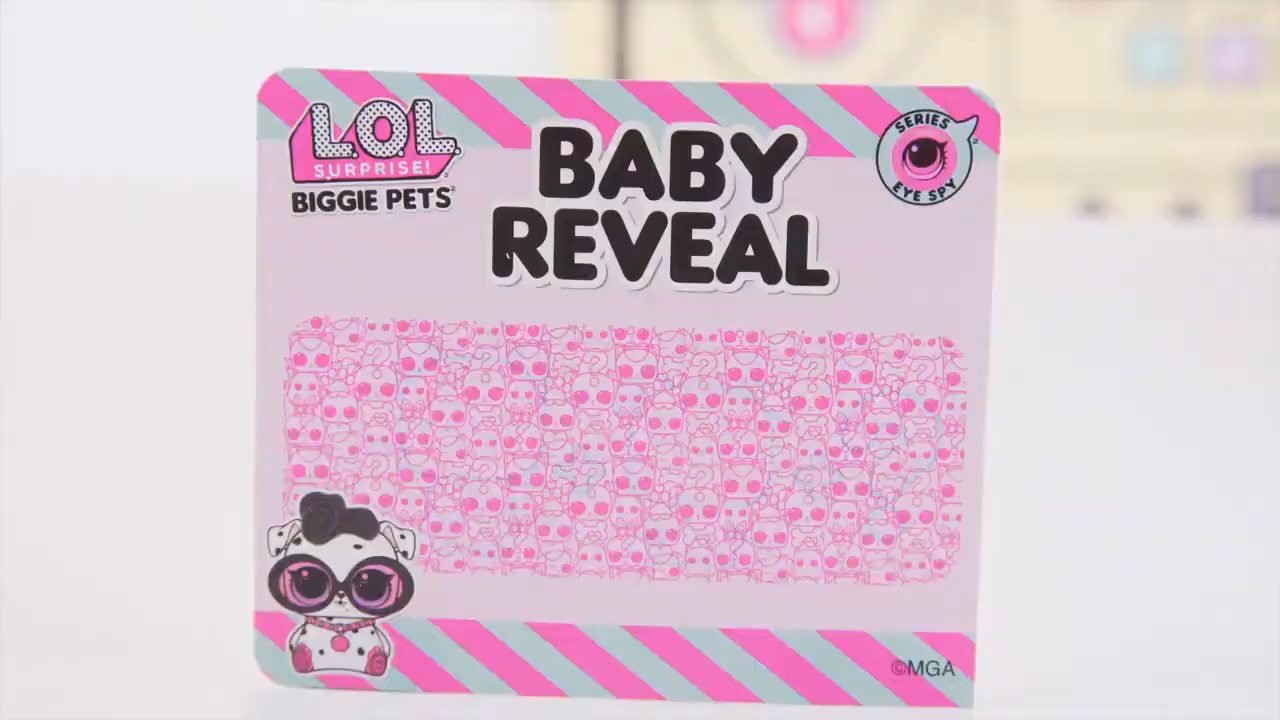 L.O.L.
SURPRISE!
BIGGIE PETS
BABY
REVEAL
SERIES
EYE SPY
©MGA